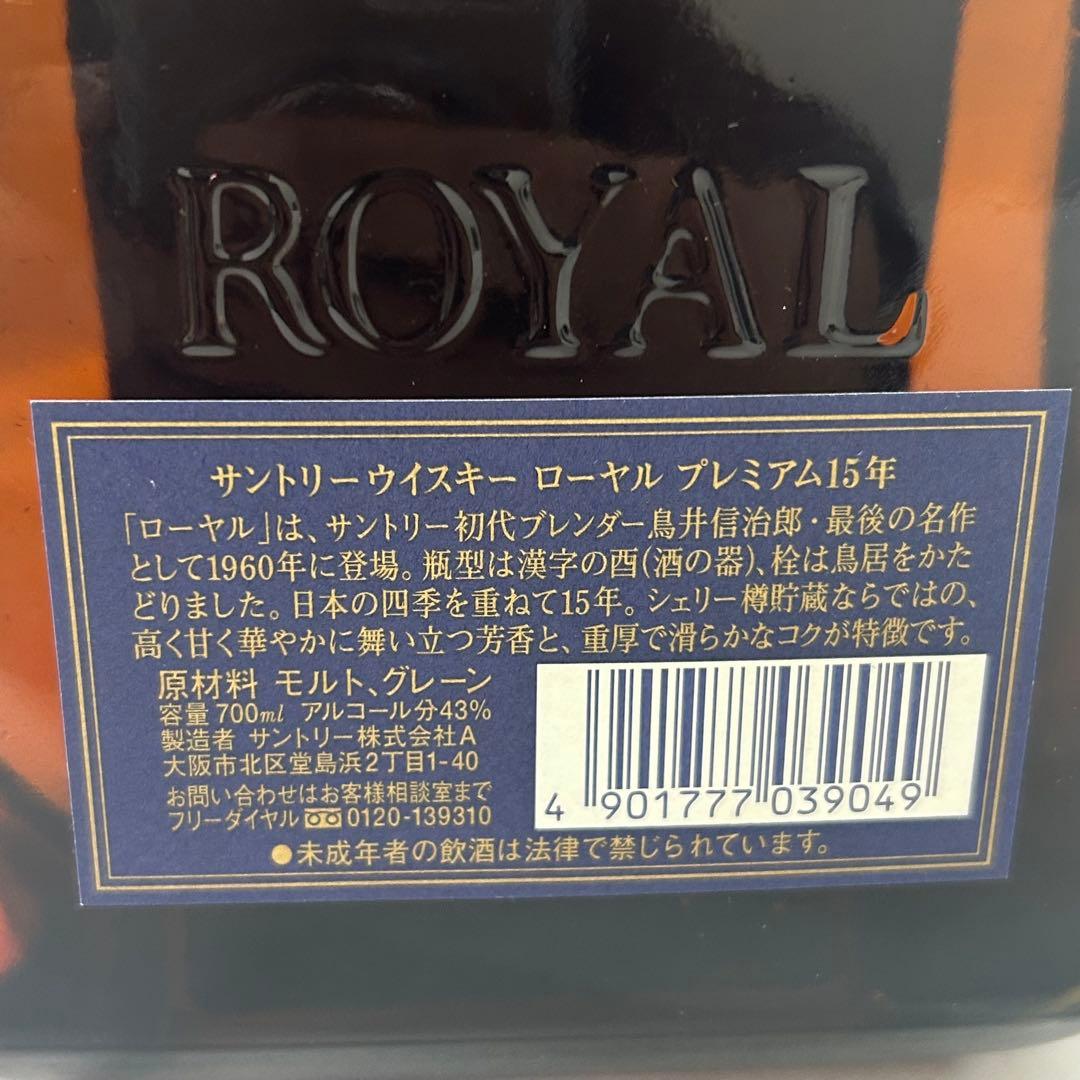 ROYAL
サントリーウイスキー ローヤル プレミアム15年
「ローヤル」は、サントリー初代ブレンダー鳥井信治郎・最後の名作
として1960年に登場。瓶型は漢字の酉(酒の器)、栓は鳥居をかた
どりました。日本の四季を重ねて15年。シェリー樽貯蔵ならではの、
高く甘く華やかに舞い立つ芳香と、重厚で滑らかなコクが特徴です。
原材料 モルト、グレーン
容量 700ml アルコール分43%
製造者 サントリー株式会社A
大阪市北区堂島浜2丁目1-40
お問い合わせはお客様相談室まで
フリーダイヤル 0120-139310
4 901777 039049
●未成年者の飲酒は法律で禁じられています。